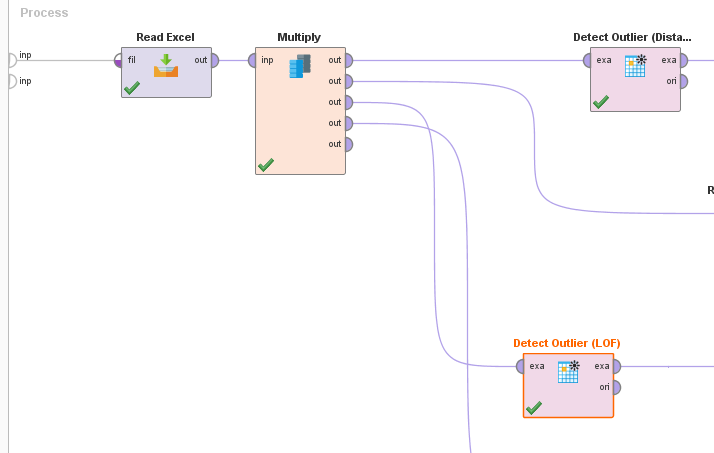 Process
Read Excel
Multiply
Detect Outlier (Dista...
inp
fil
out
inp
out
exa
exa
inp
out
ori
out
out
out
R
Detect Outlier (LOF)
exa
exa
ori